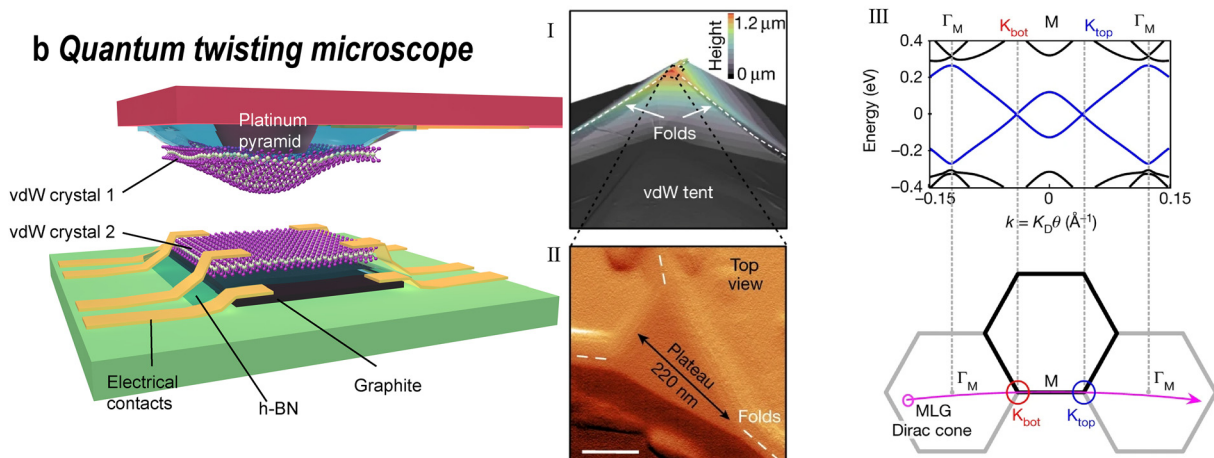 b Quantum twisting microscope
Platinum
pyramid
vdW crystal 1
vdW crystal 2
Electrical
contacts
h-BN
Graphite
I
Height
1.2 μm
0 μm
Folds
vdW tent
II
Top
view
Plateau
220 nm
Folds
III
Γ_M K_bot M K_top Γ_M
Energy (eV)
0.4
0.2
0
−0.2
−0.4
−0.15 0 0.15
k = K_Dθ (Å⁻¹)
Γ_M M Γ_M
MLG
Dirac cone
K_bot K_top